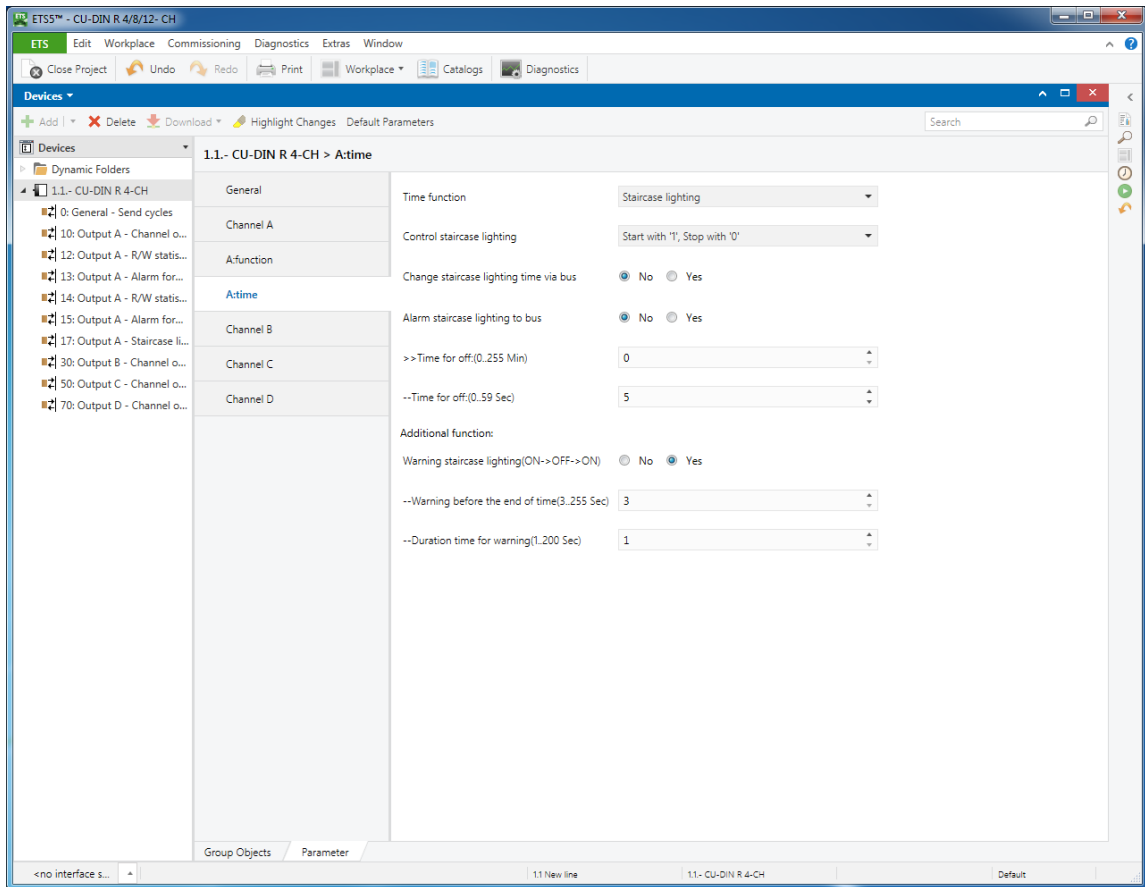 ETS5™ - CU-DIN R 4/8/12- CH
ETS Edit Workplace Commissioning Diagnostics Extras Window
Close Project Undo Redo Print Workplace Catalogs Diagnostics
Devices
Add Delete Download Highlight Changes Default Parameters Search
Devices
Dynamic Folders
1.1.- CU-DIN R 4-CH
0: General - Send cycles
10: Output A - Channel o...
12: Output A - R/W statis...
13: Output A - Alarm for...
14: Output A - R/W statis...
15: Output A - Alarm for...
17: Output A - Staircase li...
30: Output B - Channel o...
50: Output C - Channel o...
70: Output D - Channel o...
1.1.- CU-DIN R 4-CH > A:time
General
Channel A
A:function
A:time
Channel B
Channel C
Channel D
Time function Staircase lighting
Control staircase lighting Start with '1', Stop with '0'
Change staircase lighting time via bus No Yes
Alarm staircase lighting to bus No Yes
>>Time for off:(0..255 Min) 0
--Time for off:(0..59 Sec) 5
Additional function:
Warning staircase lighting(ON->OFF->ON) No Yes
--Warning before the end of time(3..255 Sec) 3
--Duration time for warning(1..200 Sec) 1
Group Objects Parameter
<no interface s... 1.1 New line 1.1.- CU-DIN R 4-CH Default